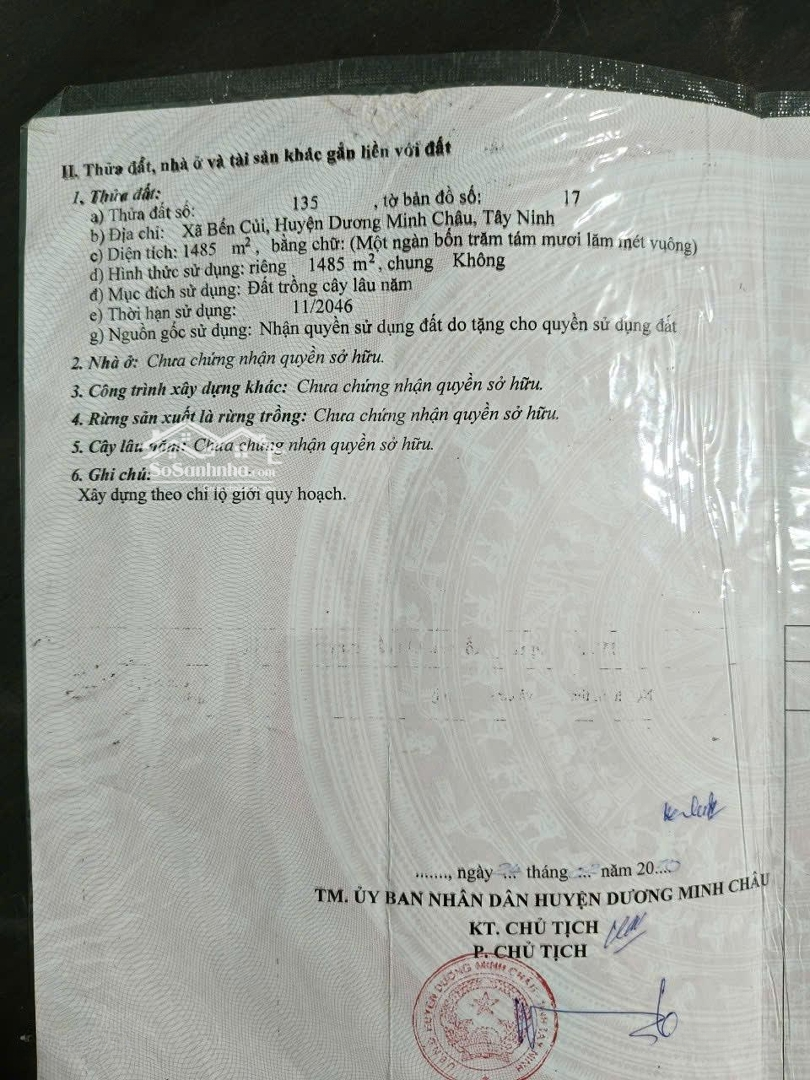 II. Thửa đất, nhà ở và tài sản khác gắn liền với đất
1. Thửa đất:
a) Thửa đất số: 135 , tờ bản đồ số: 17
b) Địa chỉ: Xã Bến Củi, Huyện Dương Minh Châu, Tây Ninh
c) Diện tích: 1485 m², bằng chữ: (Một ngàn bốn trăm tám mươi lăm mét vuông)
d) Hình thức sử dụng: riêng 1485 m², chung Không
đ) Mục đích sử dụng: Đất trồng cây lâu năm
e) Thời hạn sử dụng: 11/2046
g) Nguồn gốc sử dụng: Nhận quyền sử dụng đất do tặng cho quyền sử dụng đất
2. Nhà ở: Chưa chứng nhận quyền sở hữu.
3. Công trình xây dựng khác: Chưa chứng nhận quyền sở hữu.
4. Rừng sản xuất là rừng trồng: Chưa chứng nhận quyền sở hữu.
5. Cây lâu năm: Chưa chứng nhận quyền sở hữu.
SoSanhnha.com
6. Ghi chú:
Xây dựng theo chỉ lộ giới quy hoạch.
......., ngày tháng năm 20
TM. ỦY BAN NHÂN DÂN HUYỆN DƯƠNG MINH CHÂU
KT. CHỦ TỊCH
P. CHỦ TỊCH
HUYỆN DƯƠNG MINH CHÂU TỈNH TÂY NINH